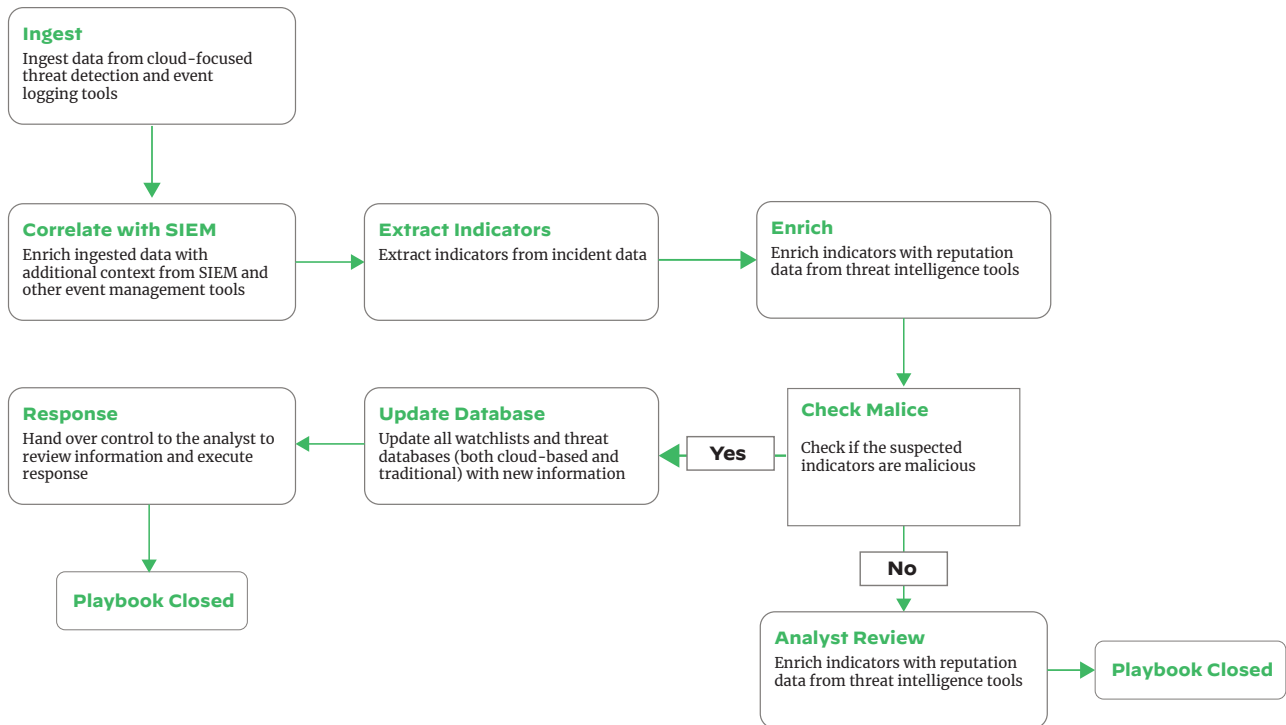 Ingest
Ingest data from cloud-focused
threat detection and event
logging tools
Correlate with SIEM
Enrich ingested data with
additional context from SIEM and
other event management tools
Extract Indicators
Extract indicators from incident data
Enrich
Enrich indicators with reputation
data from threat intelligence tools
Check Malice
Check if the suspected
indicators are malicious
Yes
Update Database
Update all watchlists and threat
databases (both cloud-based and
traditional) with new information
Response
Hand over control to the analyst to
review information and execute
response
Playbook Closed
No
Analyst Review
Enrich indicators with reputation
data from threat intelligence tools
Playbook Closed